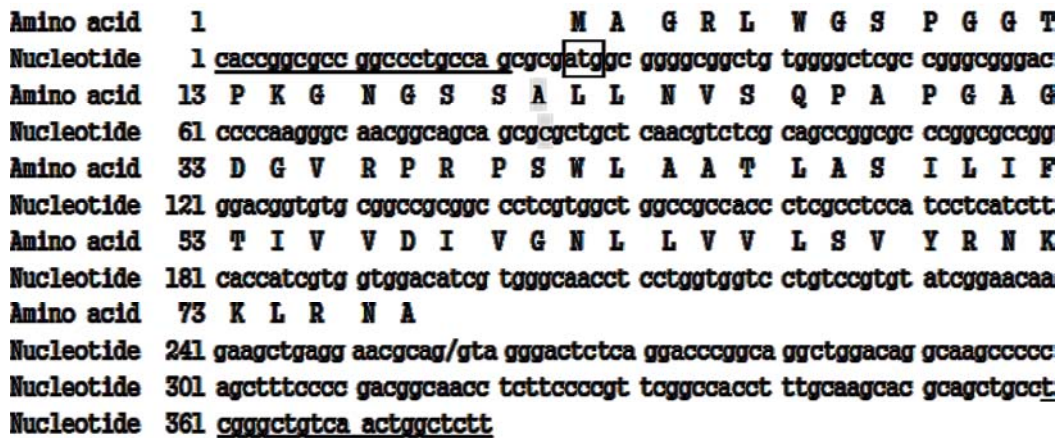 Amino acid 1 M A G R L W G S P G G T
Nucleotide 1 caccggcgcc ggccctgcca gcgcgatggc ggggcggctg tggggctcgc cgggcgggac
Amino acid 13 P K G N G S S A L L N V S Q P A P G A G
Nucleotide 61 ccccaagggc aacggcagca gcgcgctgct caacgtctcg cagccggcgc ccggcgccgg
Amino acid 33 D G V R P R P S W L A A T L A S I L I F
Nucleotide 121 ggacggtgtg cggccgcggc cctcgtggct ggccgccacc ctcgcctcca tcctcatctt
Amino acid 53 T I V V D I V G N L L V V L S V Y R N K
Nucleotide 181 caccatcgtg gtggacatcg tgggcaacct cctggtggtc ctgtccgtgt atcggaacaa
Amino acid 73 K L R N A
Nucleotide 241 gaagctgagg aacgcag/gta gggactctca ggacccggca ggctggacag gcaagccccc
Nucleotide 301 agctttcccc gacggcaacc tcttccccgt tcggccacct ttgcaagcac gcagctgcct
Nucleotide 361 cgggctgtca actggctctt